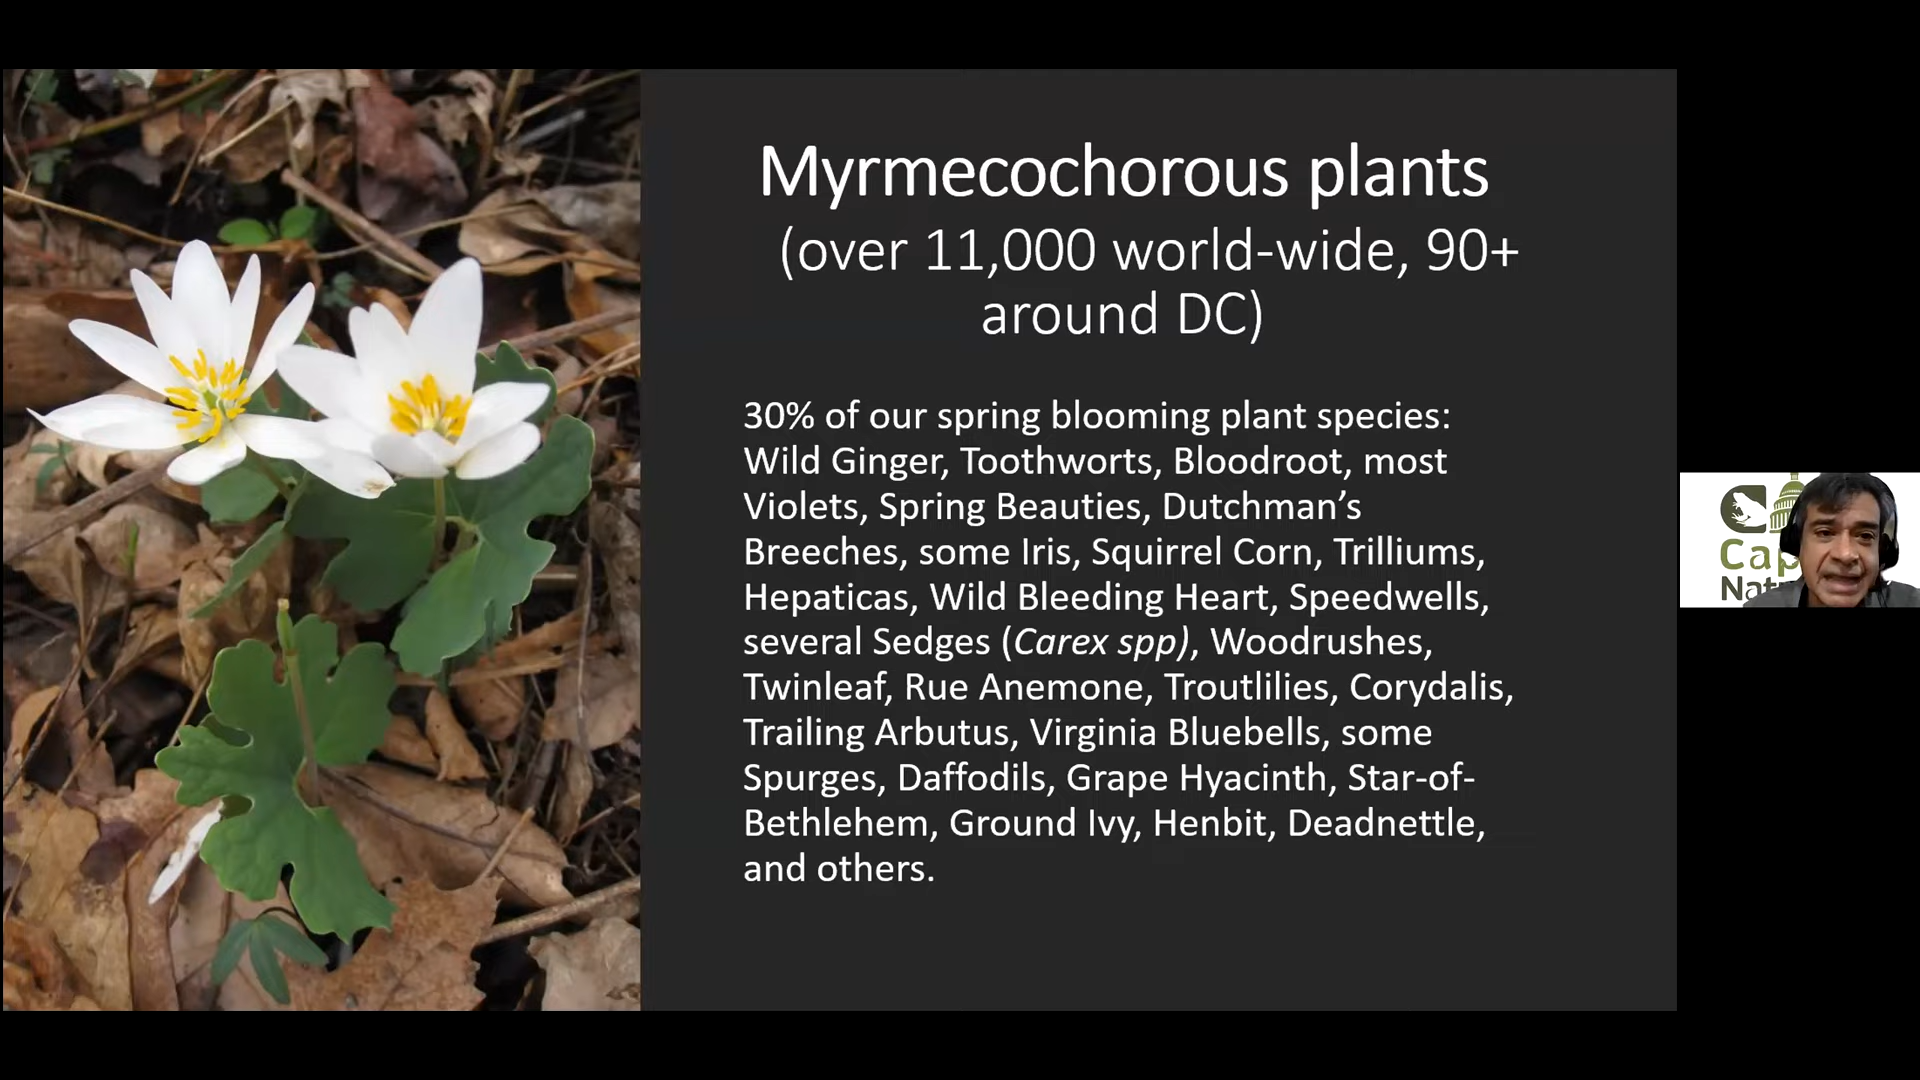 Myrmecochorous plants
(over 11,000 world-wide, 90+
around DC)
30% of our spring blooming plant species:
Wild Ginger, Toothworts, Bloodroot, most
Violets, Spring Beauties, Dutchman’s
Breeches, some Iris, Squirrel Corn, Trilliums,
Hepaticas, Wild Bleeding Heart, Speedwells,
several Sedges (Carex spp), Woodrushes,
Twinleaf, Rue Anemone, Troutlilies, Corydalis,
Trailing Arbutus, Virginia Bluebells, some
Spurges, Daffodils, Grape Hyacinth, Star-of-
Bethlehem, Ground Ivy, Henbit, Deadnettle,
and others.